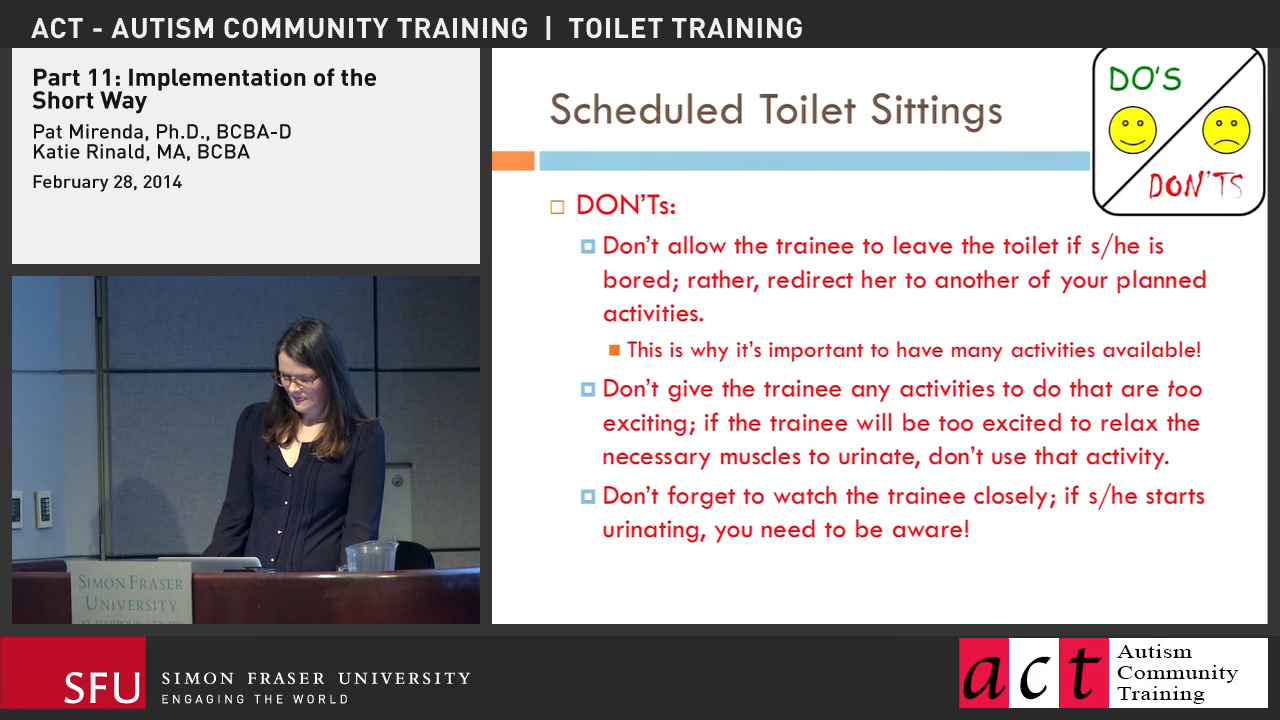 ACT - AUTISM COMMUNITY TRAINING | TOILET TRAINING
Part 11: Implementation of the
Short Way
Pat Mirenda, Ph.D., BCBA-D
Katie Rinald, MA, BCBA
February 28, 2014
Scheduled Toilet Sittings
DO'S
DON'TS
DON'Ts:
Don't allow the trainee to leave the toilet if s/he is
bored; rather, redirect her to another of your planned
activities.
This is why it's important to have many activities available!
Don't give the trainee any activities to do that are too
exciting; if the trainee will be too excited to relax the
necessary muscles to urinate, don't use that activity.
Don't forget to watch the trainee closely; if s/he starts
urinating, you need to be aware!
SIMON FRASER
UNIVERSITY
AT HARBOUR CENTRE
SFU
SIMON FRASER UNIVERSITY
ENGAGING THE WORLD
act
Autism
Community
Training